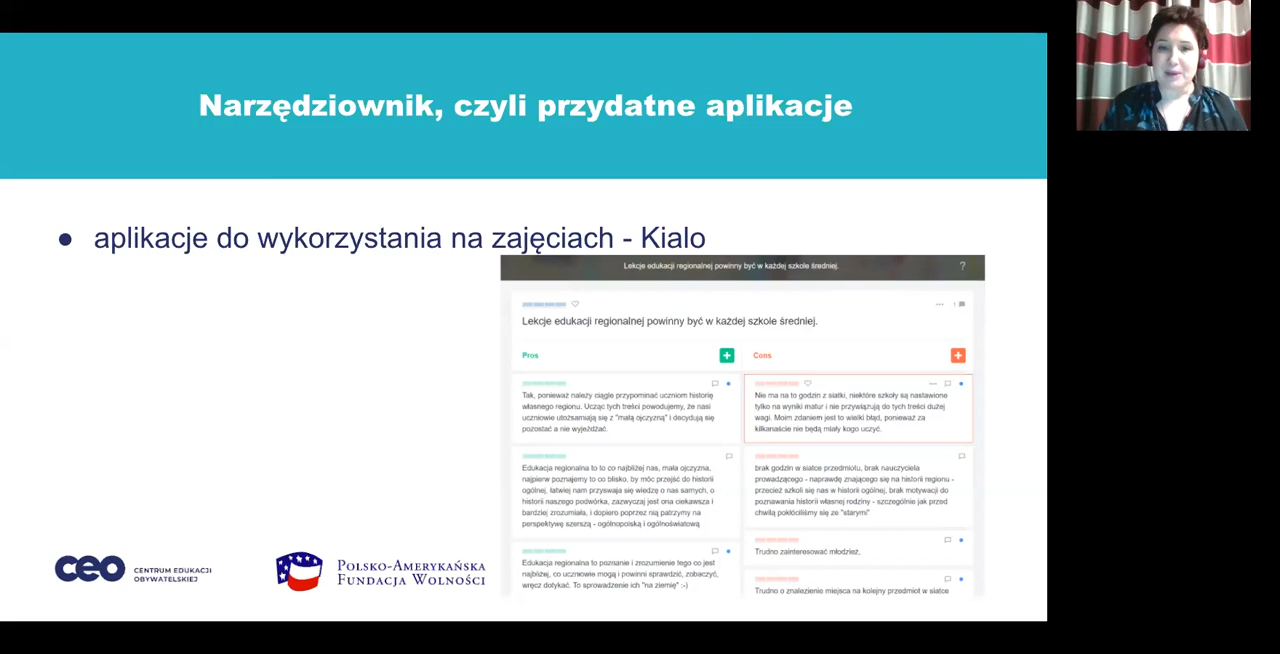 Narzędziownik, czyli przydatne aplikacje
● aplikacje do wykorzystania na zajęciach - Kialo
Lekcje edukacji regionalnej powinny być w każdej szkole średniej.
?
1
Lekcje edukacji regionalnej powinny być w każdej szkole średniej.
Pros
+
Tak, ponieważ należy ciągle przypominać uczniom historię
własnego regionu. Ucząc tych treści powodujemy, że nasi
uczniowie utożsamiają się z "małą ojczyzną" i decydują się
pozostać a nie wyjeżdżać.
Edukacja regionalna to to co najbliżej nas, mała ojczyzna,
najpierw poznajemy to co blisko, by móc przejść do historii
ogólnej, łatwiej nam przyswaja się wiedzę o nas samych, o
historii naszego podwórka, zazwyczaj jest ona ciekawsza i
bardziej zrozumiała, i dopiero poprzez nią patrzymy na
perspektywę szerszą - ogólnopolską i ogólnoświatową
Edukacja regionalna to poznanie i zrozumienie tego co jest
najbliżej, co uczniowie mogą i powinni sprawdzić, zobaczyć,
wręcz dotykać. To sprowadzenie ich "na ziemię" :-)
Cons
+
Nie ma na to godzin z siatki, niektóre szkoły są nastawione
tylko na wyniki matur i nie przywiązują do tych treści dużej
wagi. Moim zdaniem jest to wielki błąd, ponieważ za
kilkanaście nie będą miały kogo uczyć.
brak godzin w siatce przedmiotu, brak nauczyciela
prowadzącego - naprawdę znającego się na historii regionu -
przecież szkoli się nas w historii ogólnej, brak motywacji do
poznawania historii własnej rodziny - szczególnie jak przed
chwilą pokłóciliśmy się ze "starymi"
Trudno zainteresować młodzież,
Trudno o znalezienie miejsca na kolejny przedmiot w siatce
ceo CENTRUM EDUKACJI
OBYWATELSKIEJ
POLSKO-AMERYKAŃSKA
FUNDACJA WOLNOŚCI